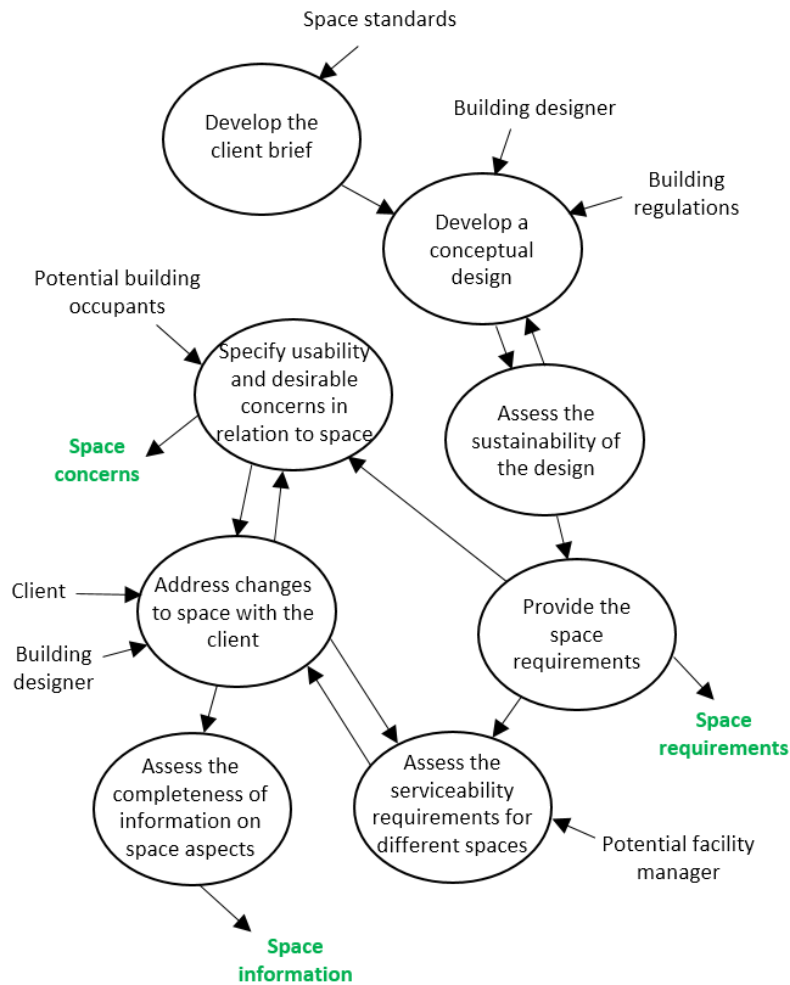 Space standards
Develop the
client brief
Building designer
Building
regulations
Develop a
conceptual
design
Potential building
occupants
Specify usability
and desirable
concerns in
relation to space
Space
concerns
Assess the
sustainability of
the design
Client
Building
designer
Address changes
to space with the
client
Provide the
space
requirements
Space
requirements
Assess the
completeness of
information on
space aspects
Assess the
serviceability
requirements for
different spaces
Potential facility
manager
Space
information